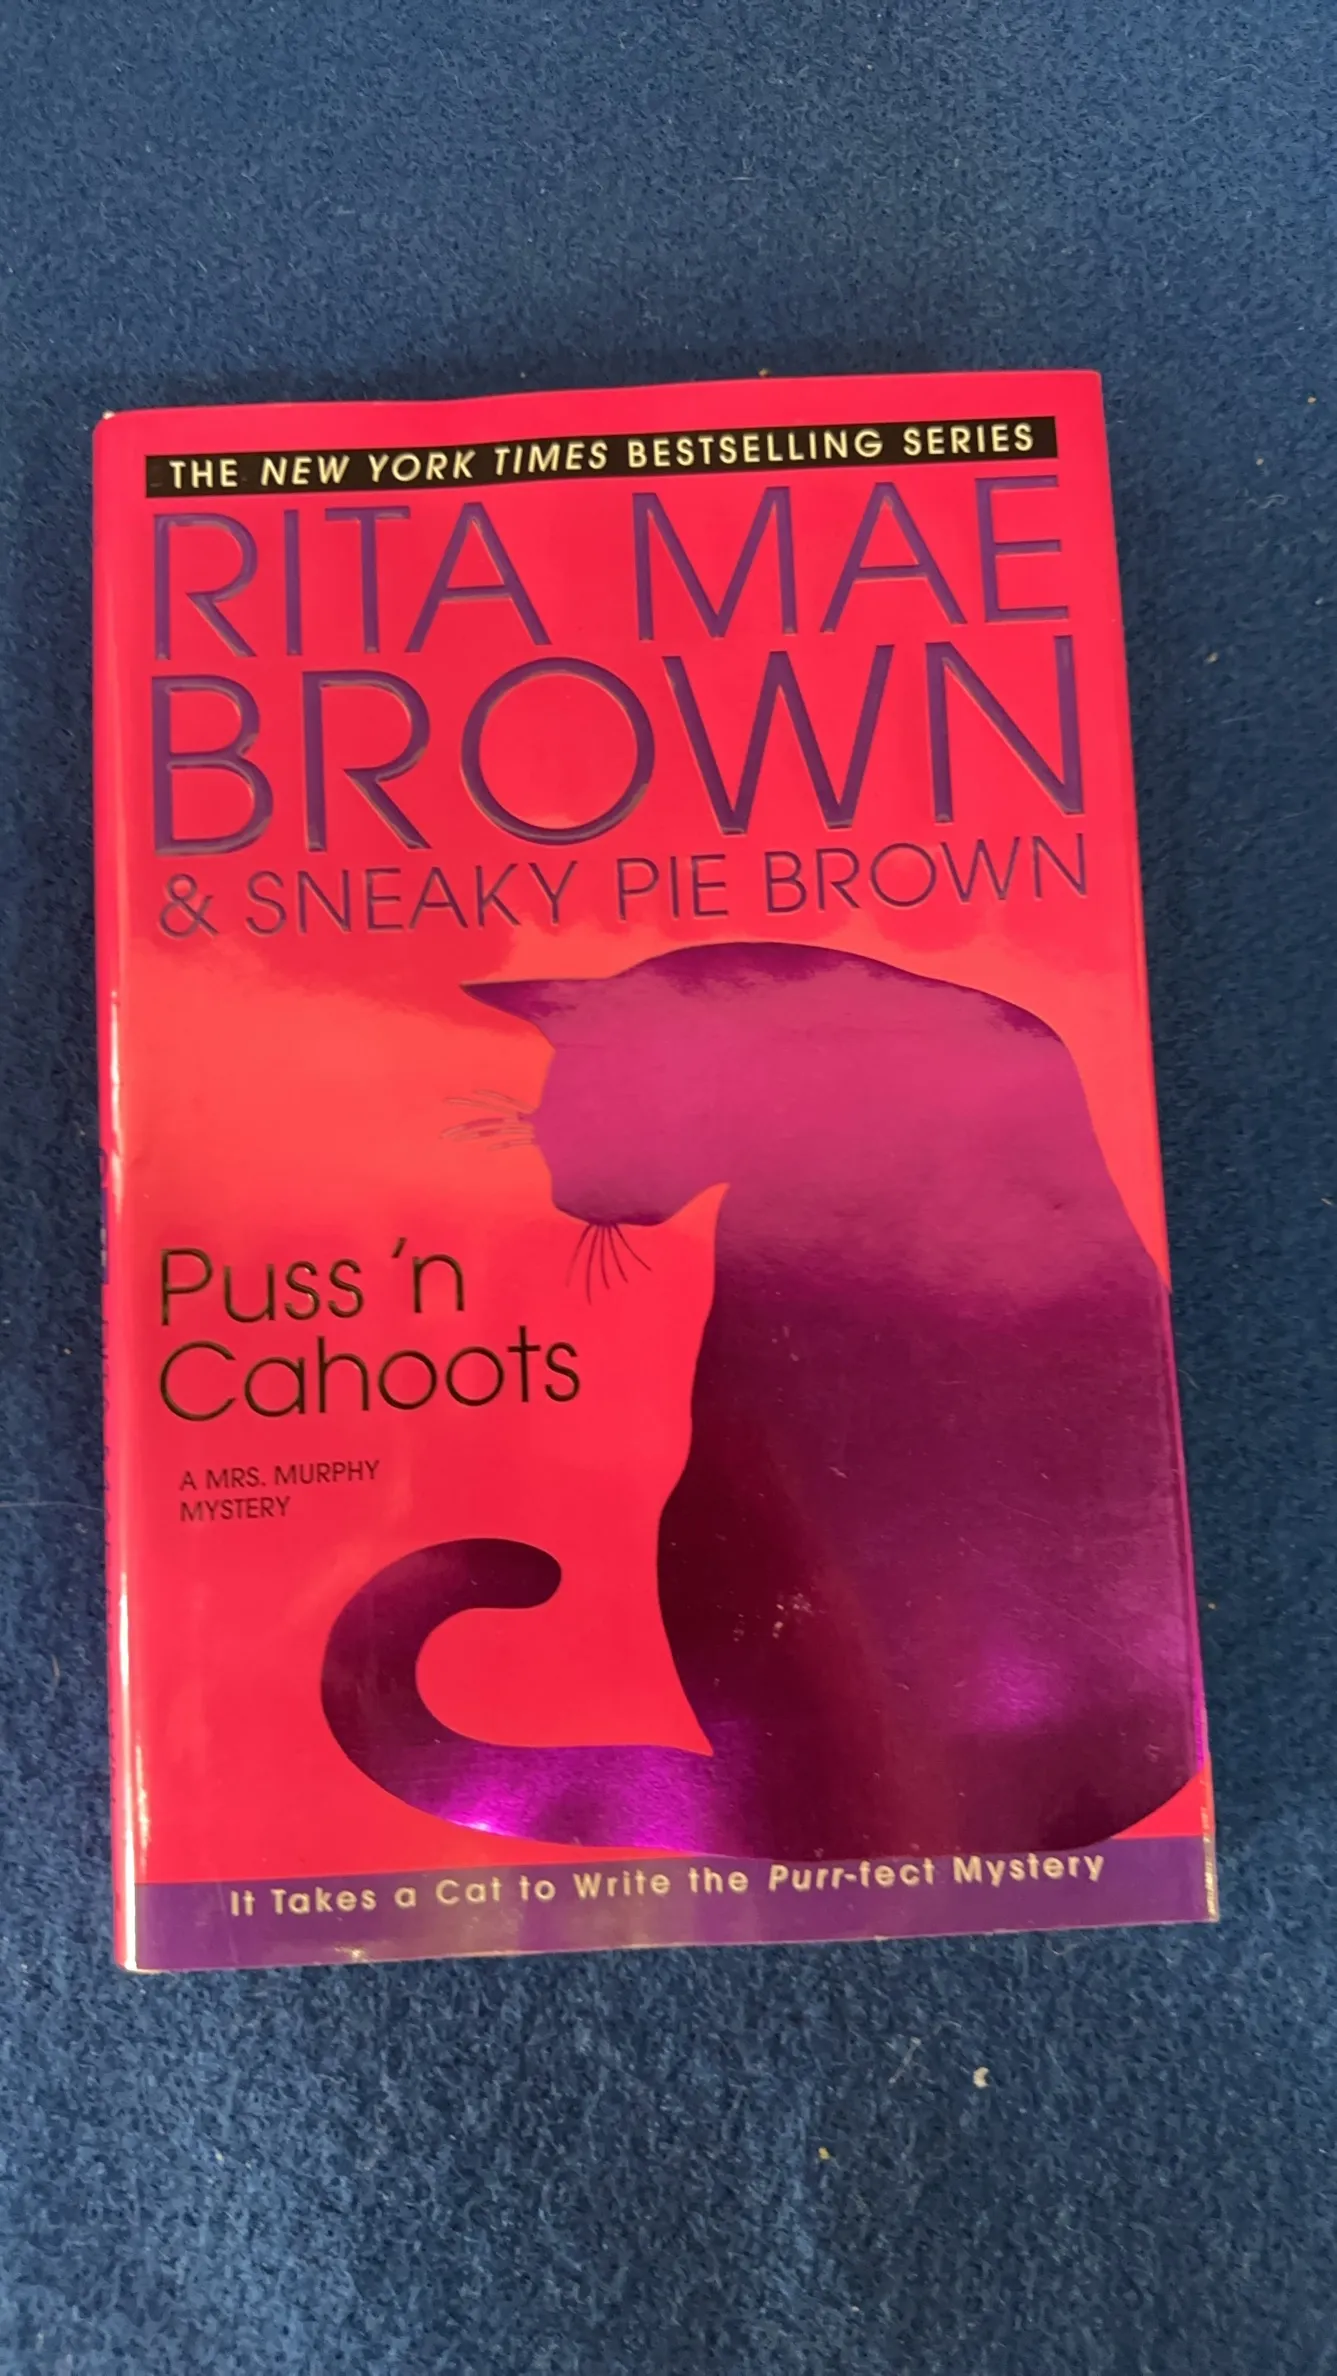 THE NEW YORK TIMES BESTSELLING SERIES
RITA MAE
BROWN
& SNEAKY PIE BROWN
Puss 'n
Cahoots
A MRS. MURPHY
MYSTERY
It Takes a Cat to Write the Purr-fect Mystery